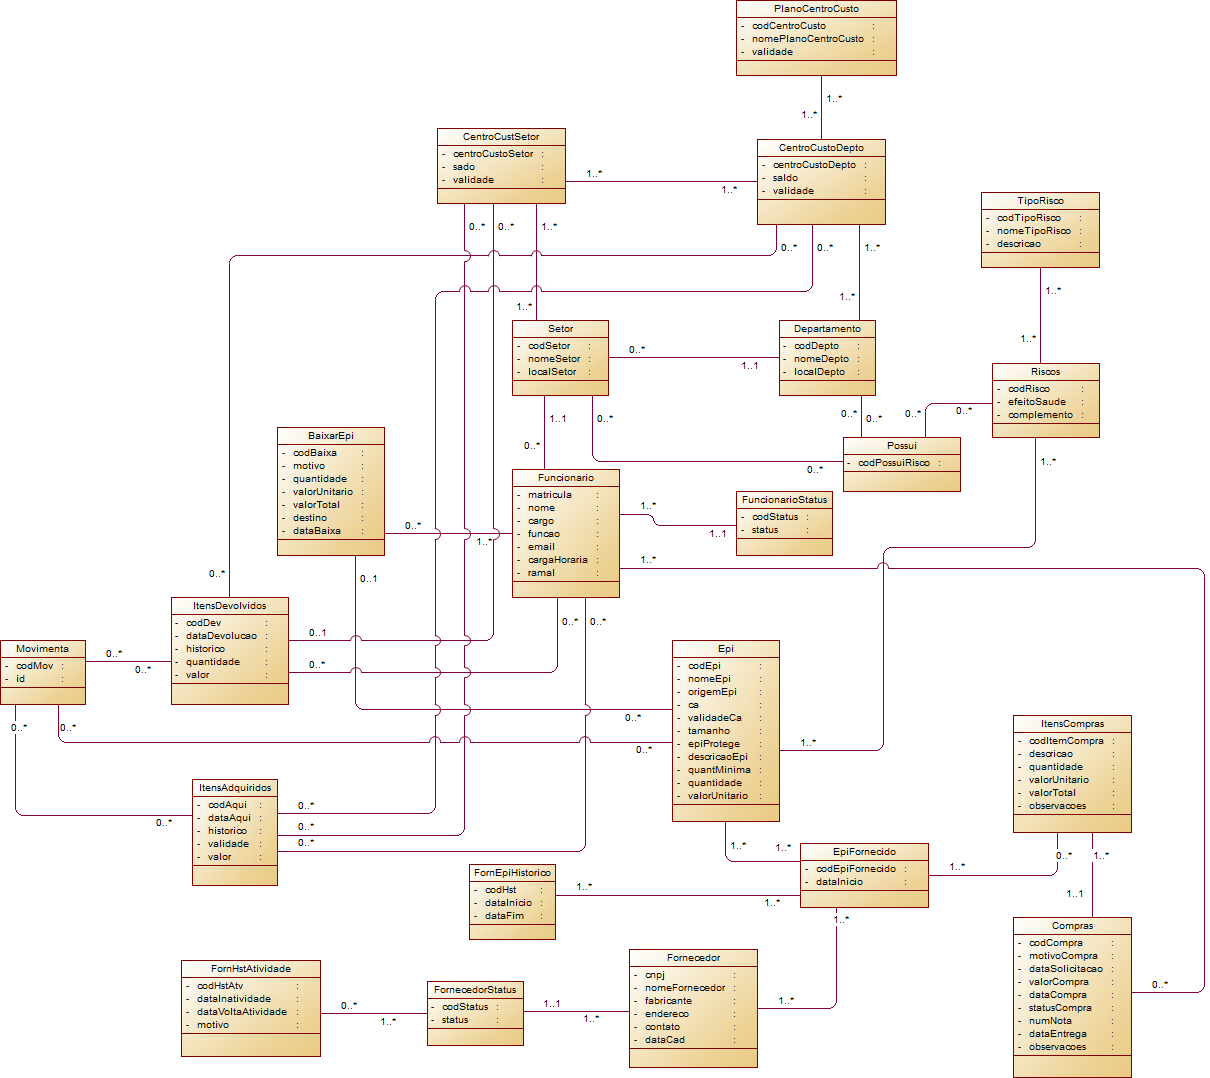 PlanoCentroCusto
- codCentroCusto :
- nomePlanoCentroCusto :
- validade :
1..*
1..*
CentroCustSetor
- centroCustoSetor :
- sado :
- validade :
CentroCustoDepto
- centroCustoDepto :
- saldo :
- validade :
1..*
1..*
TipoRisco
- codTipoRisco :
- nomeTipoRisco :
- descricao :
0..*
0..*
1..*
0..*
0..*
1..*
1..*
1..*
1..*
1..*
Setor
- codSetor :
- nomeSetor :
- localSetor :
0..*
1..1
Departamento
- codDepto :
- nomeDepto :
- localDepto :
Riscos
- codRisco :
- efeitoSaude :
- complemento :
1..1
0..*
0..*
0..*
0..*
0..*
0..*
0..*
1..*
BaixarEpi
- codBaixa :
- motivo :
- quantidade :
- valorUnitario :
- valorTotal :
- destino :
- dataBaixa :
Possui
- codPossuiRisco :
Funcionario
- matricula :
- nome :
- cargo :
- funcao :
- email :
- cargaHoraria :
- ramal :
FuncionarioStatus
- codStatus :
- status :
1..*
1..1
0..*
1..*
1..*
0..*
0..1
ItensDevolvidos
- codDev :
- dataDevolucao :
- historico :
- quantidade :
- valor :
0..1
0..*
0..*
0..*
Movimenta
- codMov :
- id :
0..*
0..*
0..*
0..*
Epi
- codEpi :
- nomeEpi :
- origemEpi :
- ca :
- validadeCa :
- tamanho :
- epiProtege :
- descricaoEpi :
- quantMinima :
- quantidade :
- valorUnitario :
0..*
0..*
1..*
ItensCompras
- codItemCompra :
- descricao :
- quantidade :
- valorUnitario :
- valorTotal :
- observacoes :
ItensAdquiridos
- codAqui :
- dataAqui :
- historico :
- validade :
- valor :
0..*
0..*
0..*
0..*
1..*
1..*
EpiFornecido
- codEpiFornecido :
- dataInicio :
1..*
0..*
1..*
1..1
FornEpiHistorico
- codHst :
- dataInicio :
- dataFim :
1..*
1..*
1..*
Compras
- codCompra :
- motivoCompra :
- dataSolicitacao :
- valorCompra :
- dataCompra :
- statusCompra :
- numNota :
- dataEntrega :
- observacoes :
0..*
Fornecedor
- cnpj :
- nomeFornecedor :
- fabricante :
- endereco :
- contato :
- dataCad :
1..*
FornHstAtividade
- codHstAtv :
- dataInatividade :
- dataVoltaAtividade :
- motivo :
FornecedorStatus
- codStatus :
- status :
0..*
1..*
1..1
1..*